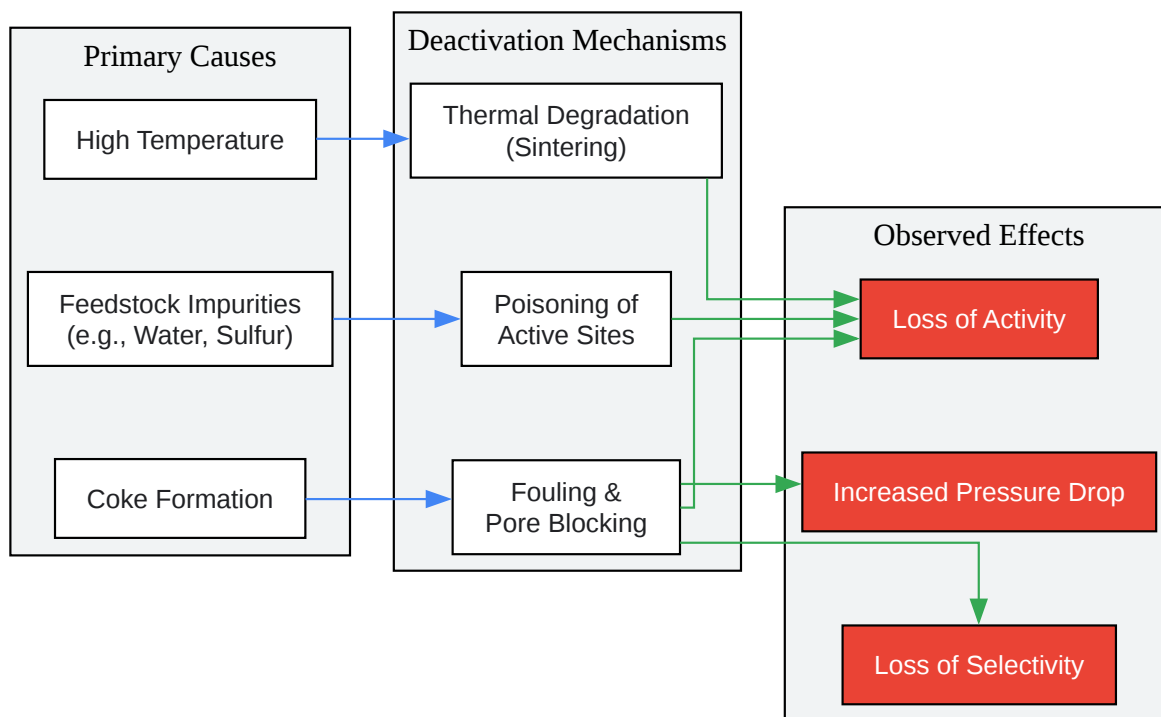 Primary Causes
High Temperature
Feedstock Impurities
(e.g., Water, Sulfur)
Coke Formation
Deactivation Mechanisms
Thermal Degradation
(Sintering)
Poisoning of
Active Sites
Fouling &
Pore Blocking
Observed Effects
Loss of Activity
Increased Pressure Drop
Loss of Selectivity